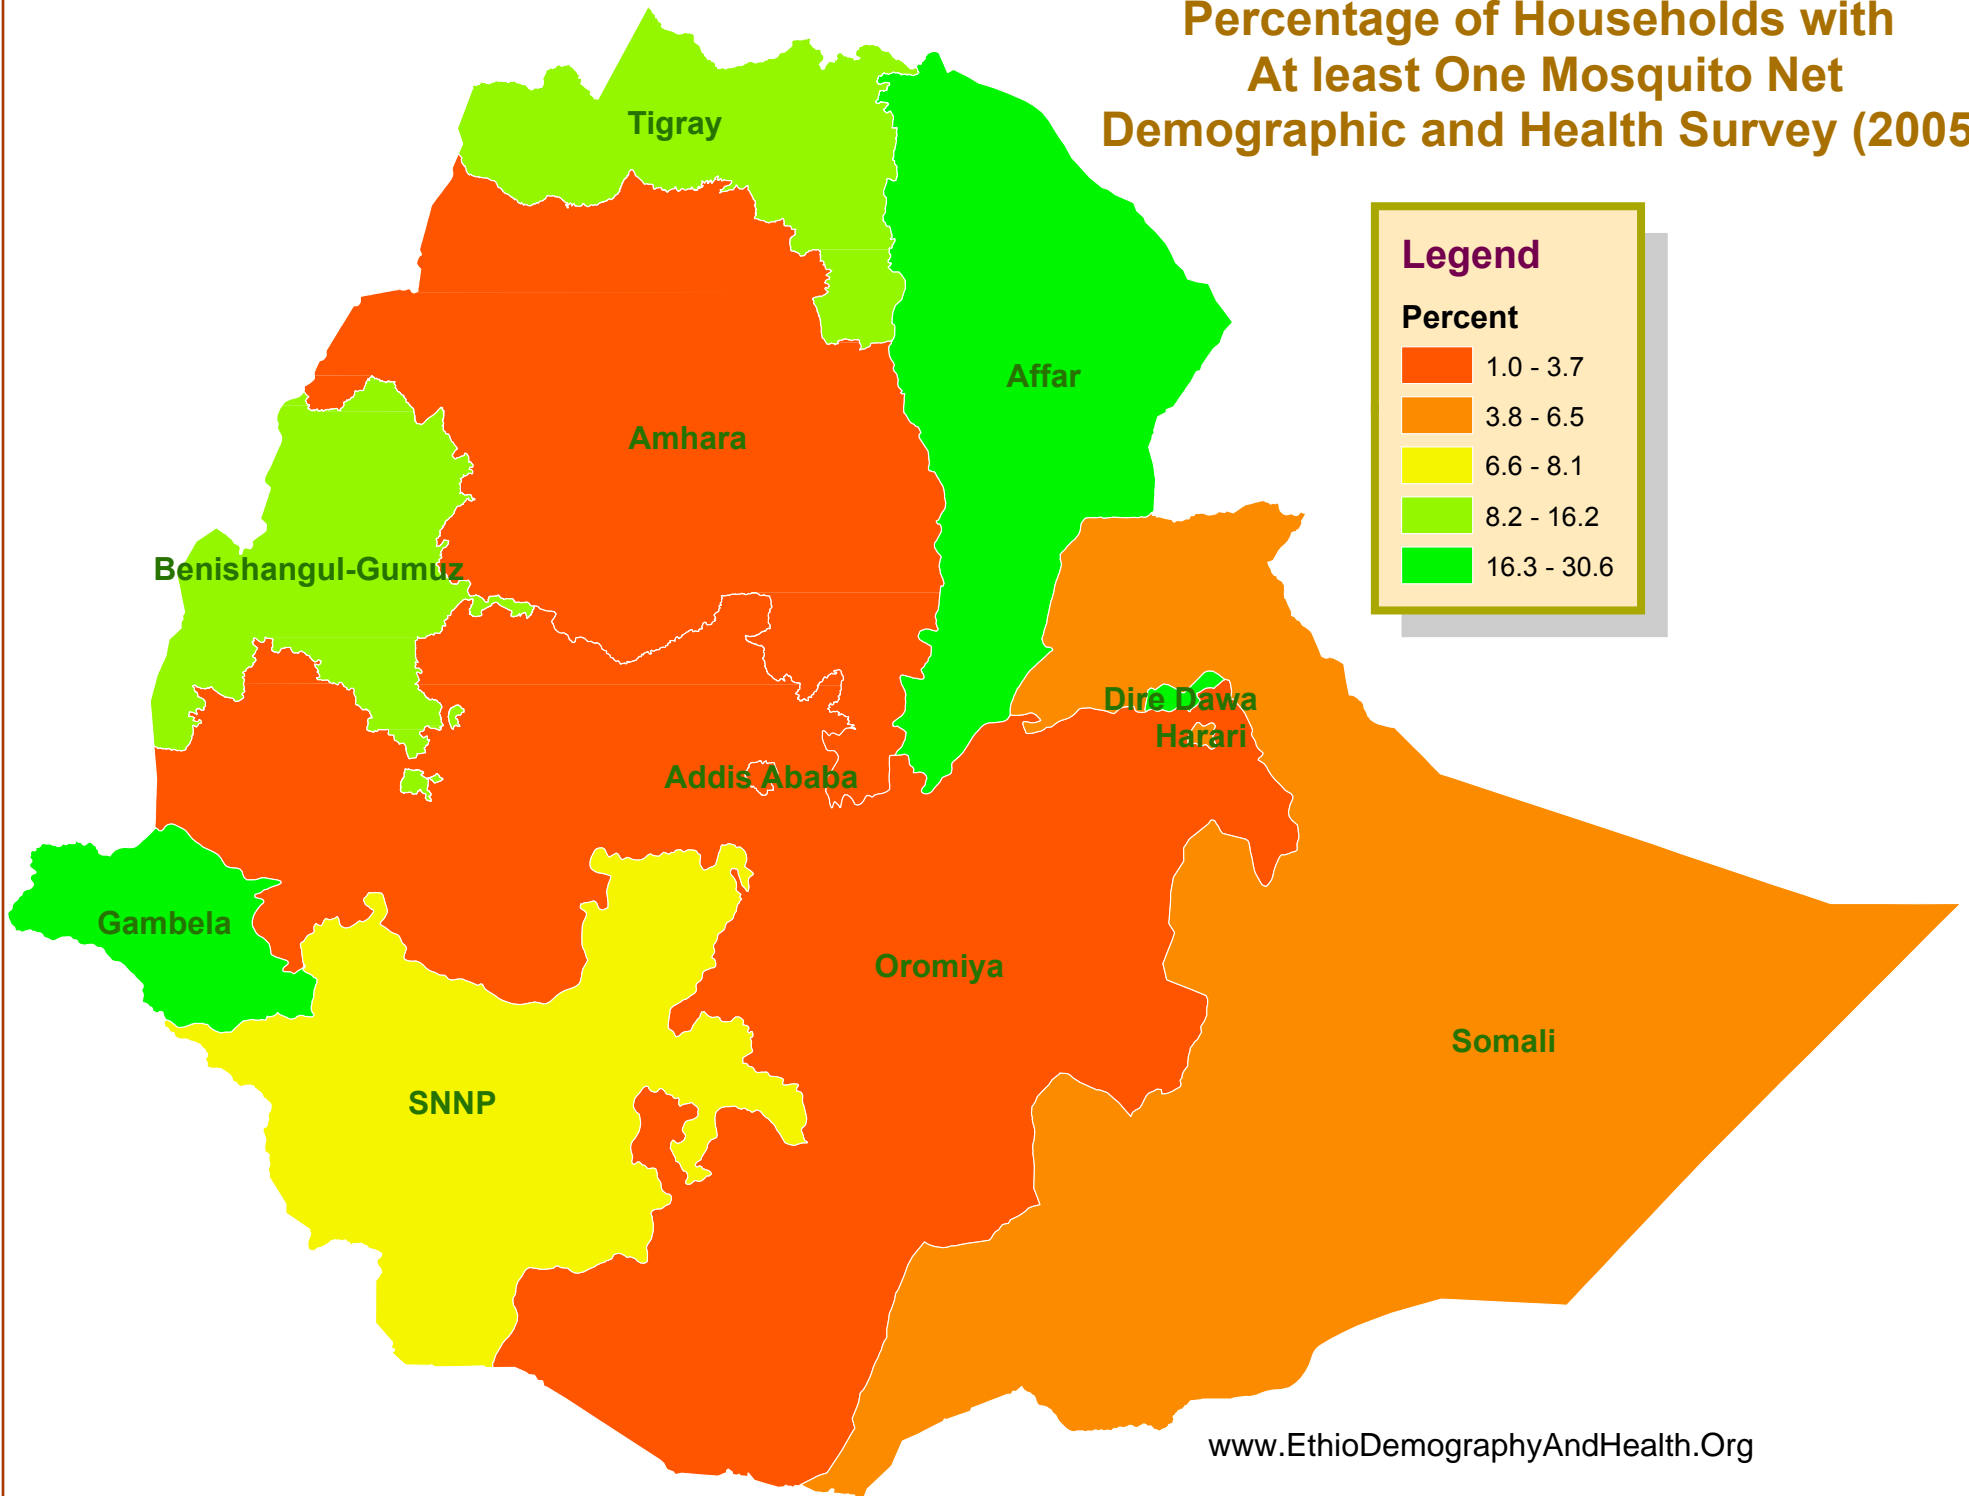 Percentage of Households with
At least One Mosquito Net
Demographic and Health Survey (2005
Legend
Percent
1.0 - 3.7
3.8 - 6.5
6.6 - 8.1
8.2 - 16.2
16.3 - 30.6
Tigray
Affar
Amhara
Benishangul-Gumuz
Dire Dawa
Harari
Addis Ababa
Gambela
Oromiya
Somali
SNNP
www.EthioDemographyAndHealth.Org